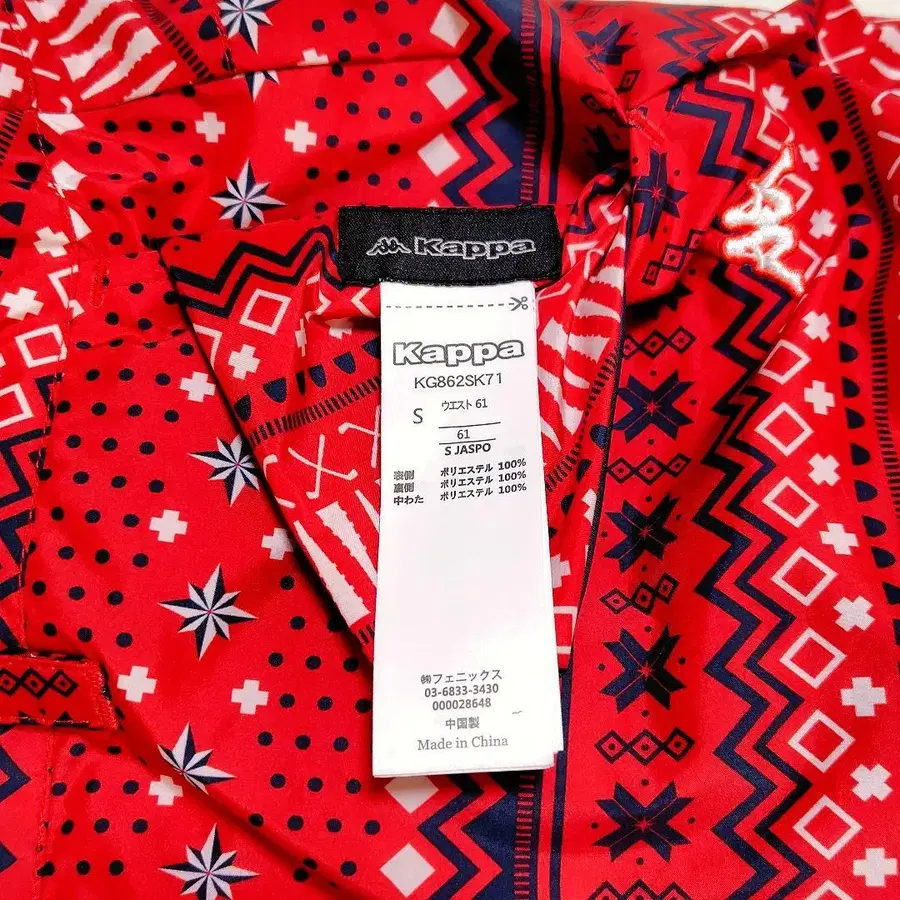 Kappa
Kappa
KG862SK71
S ウエスト 61
61
S JASPO
表側 ポリエステル 100%
裏側 ポリエステル 100%
中わた ポリエステル 100%
㈱フェニックス
03-6833-3430
000028648
中国製
Made in China